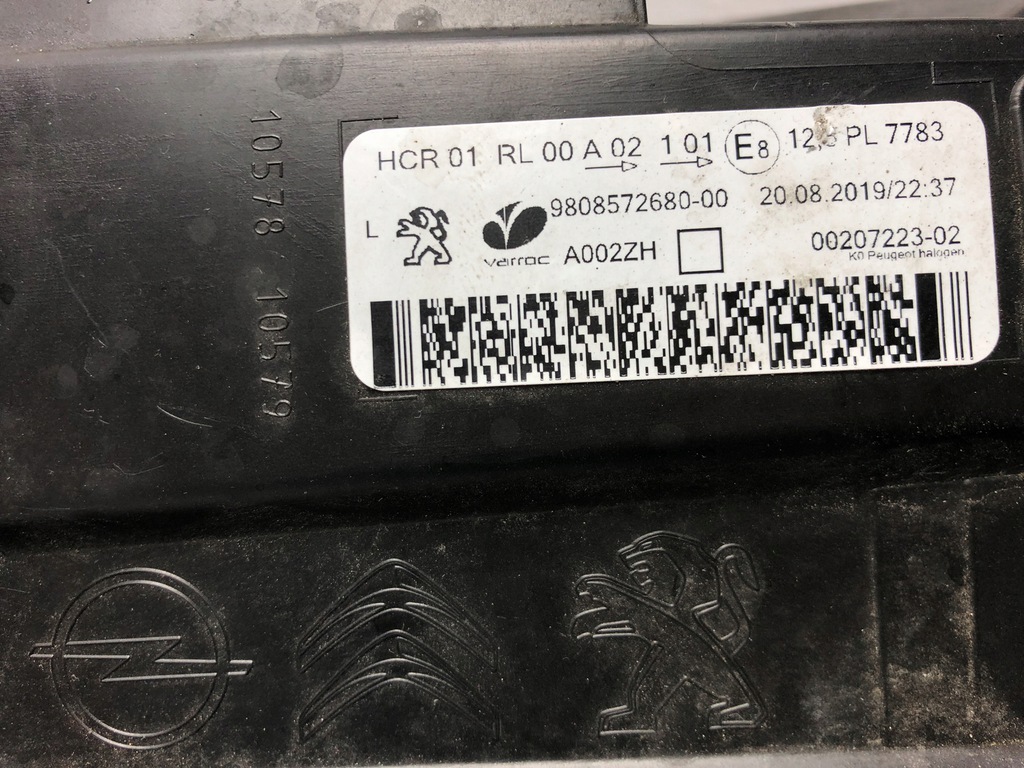 HCR 01 RL 00 A 02 1 01 E8 12,5 PL 7783
9808572680-00 20.08.2019/22:37
L
varroc A002ZH 00207223-02
K0 Peugeot halogen
10578 10579